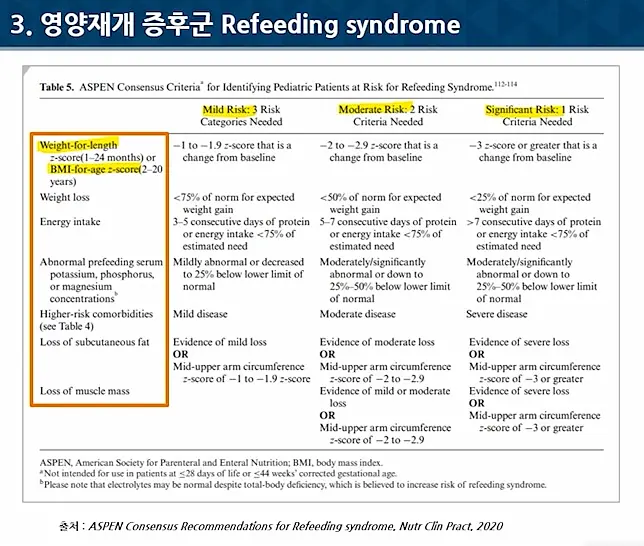 3. 영양재개 증후군 Refeeding syndrome
Table 5. ASPEN Consensus Criteriaª for Identifying Pediatric Patients at Risk for Refeeding Syndrome.112-114
Mild Risk: 3 Risk
Categories Needed
Moderate Risk: 2 Risk
Criteria Needed
Significant Risk: 1 Risk
Criteria Needed
Weight-for-length
z-score(1–24 months) or
BMI-for-age z-score(2–20
years)
−1 to −1.9 z-score that is a
change from baseline
−2 to −2.9 z-score that is a
change from baseline
−3 z-score or greater that is a
change from baseline
Weight loss
<75% of norm for expected
weight gain
<50% of norm for expected
weight gain
<25% of norm for expected
weight gain
Energy intake
3–5 consecutive days of protein
or energy intake <75% of
estimated need
5–7 consecutive days of protein
or energy intake <75% of
estimated need
>7 consecutive days of protein
or energy intake <75% of
estimated need
Abnormal prefeeding serum
potassium, phosphorus,
or magnesium
concentrationsb
Mildly abnormal or decreased
to 25% below lower limit of
normal
Moderately/significantly
abnormal or down to
25%–50% below lower limit
of normal
Moderately/significantly
abnormal or down to
25%–50% below lower limit
of normal
Higher-risk comorbidities
(see Table 4)
Mild disease
Moderate disease
Severe disease
Loss of subcutaneous fat
Evidence of mild loss
OR
Mid-upper arm circumference
z-score of −1 to −1.9 z-score
Evidence of moderate loss
OR
Mid-upper arm circumference
z-score of −2 to −2.9
Evidence of severe loss
OR
Mid-upper arm circumference
z-score of −3 or greater
Loss of muscle mass
Evidence of mild or moderate
loss
OR
Mid-upper arm circumference
z-score of −2 to −2.9
Evidence of severe loss
OR
Mid-upper arm circumference
z-score of −3 or greater
ASPEN, American Society for Parenteral and Enteral Nutrition; BMI, body mass index.
ªNot intended for use in patients at ≤28 days of life or ≤44 weeks' corrected gestational age.
bPlease note that electrolytes may be normal despite total-body deficiency, which is believed to increase risk of refeeding syndrome.
출처 : ASPEN Consensus Recommendations for Refeeding syndrome, Nutr Clin Pract, 2020